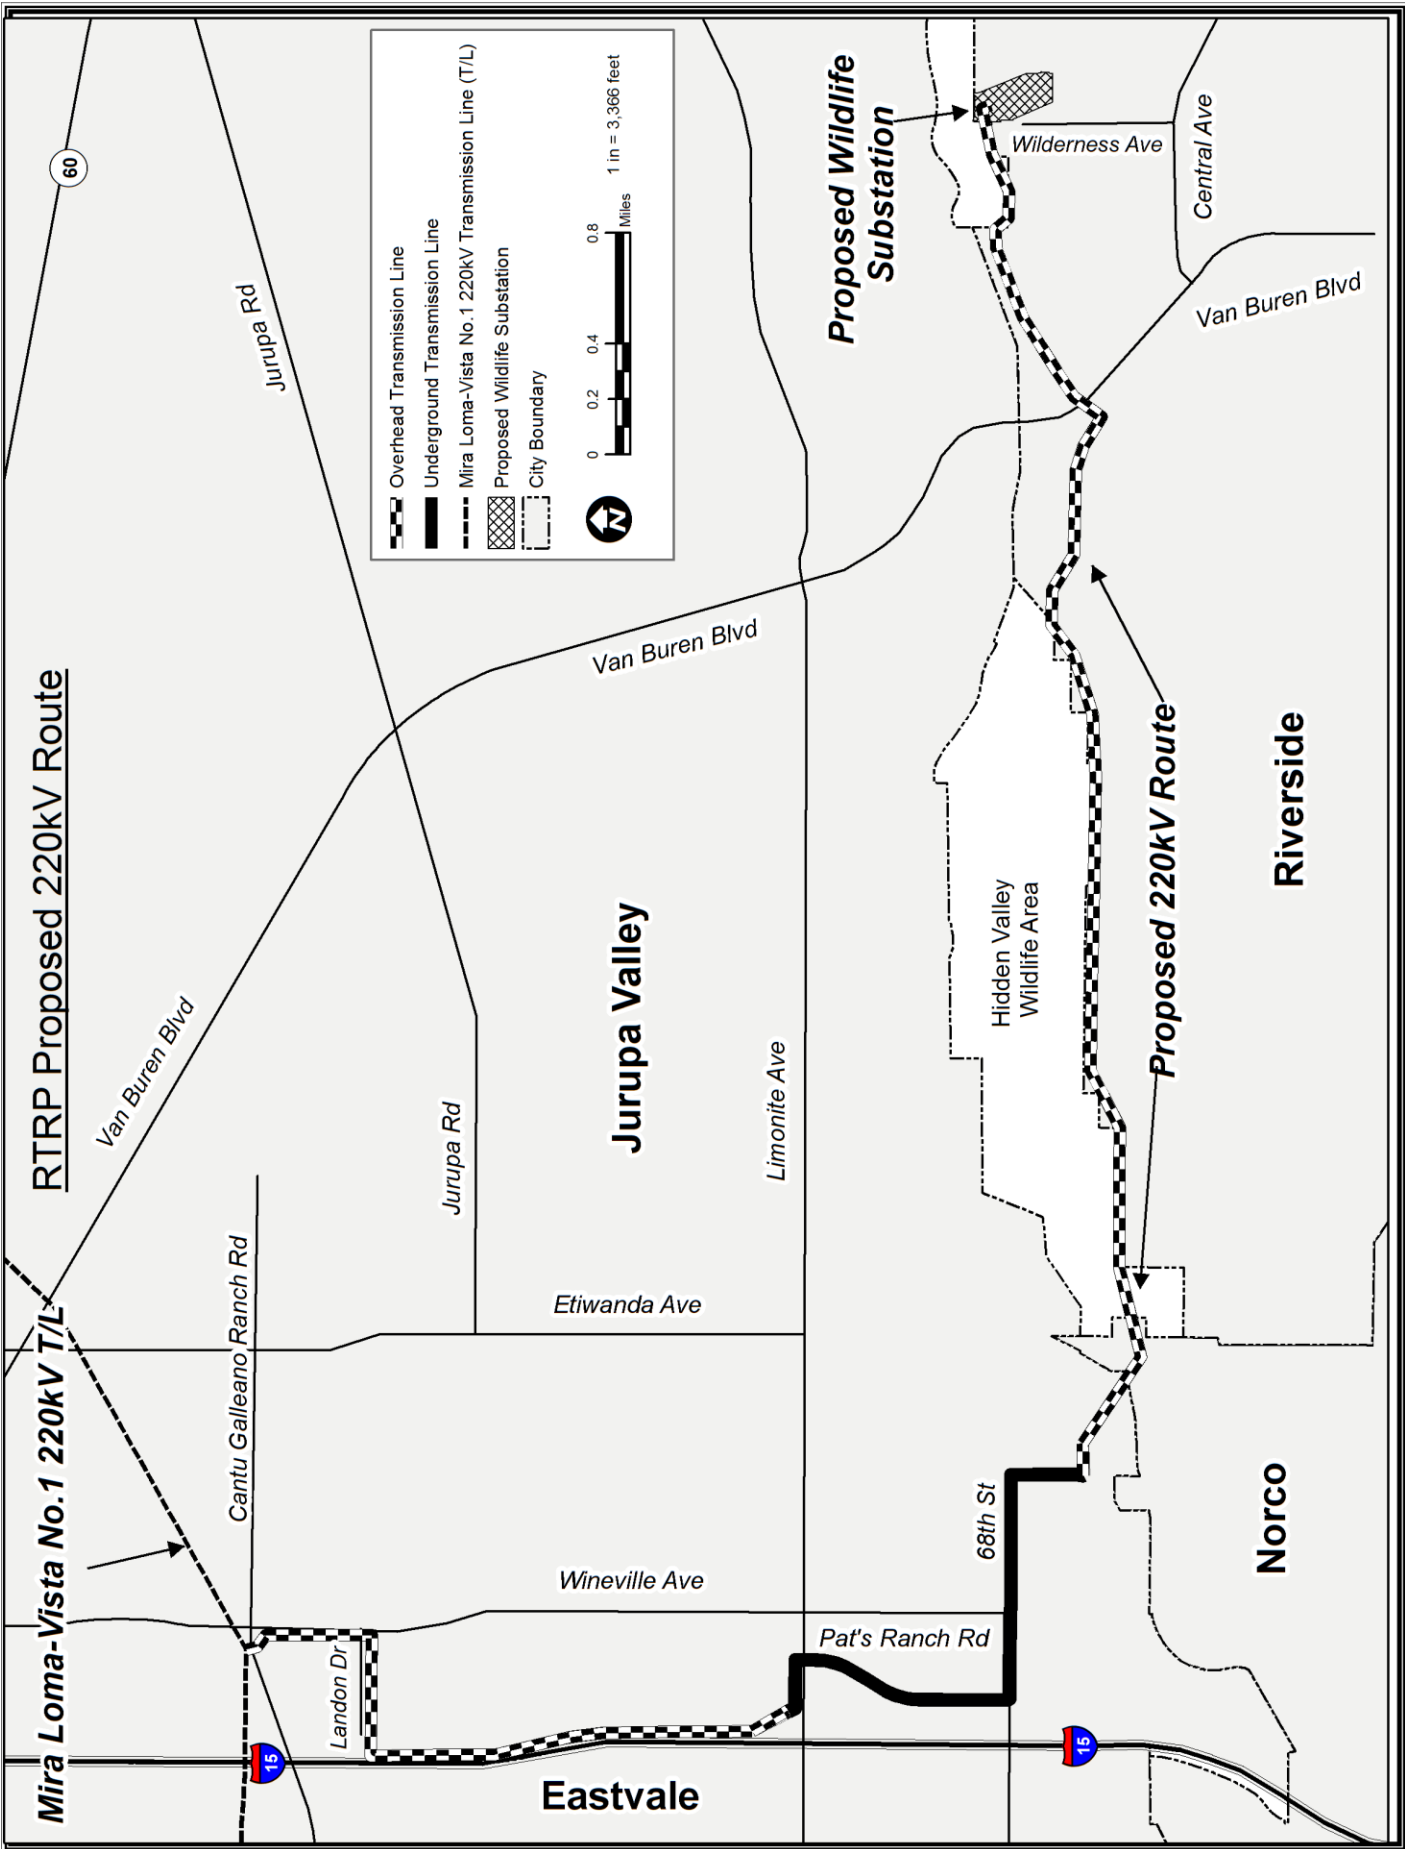 RTRP Proposed 220kV Route
Mira Loma-Vista No.1 220kV T/L
60
Van Buren Blvd
Jurupa Rd
Cantu Galleano Ranch Rd
15
Landon Dr
Overhead Transmission Line
Underground Transmission Line
Mira Loma-Vista No.1 220kV Transmission Line (T/L)
Proposed Wildlife Substation
City Boundary
N
0
0.2
0.4
0.8
Miles
1 in = 3,366 feet
Jurupa Rd
Van Buren Blvd
Jurupa Valley
Etiwanda Ave
Wineville Ave
Eastvale
Limonite Ave
Pat's Ranch Rd
Proposed Wildlife
Substation
68th St
Hidden Valley
Wildlife Area
Wilderness Ave
15
Proposed 220kV Route
Central Ave
Van Buren Blvd
Norco
Riverside